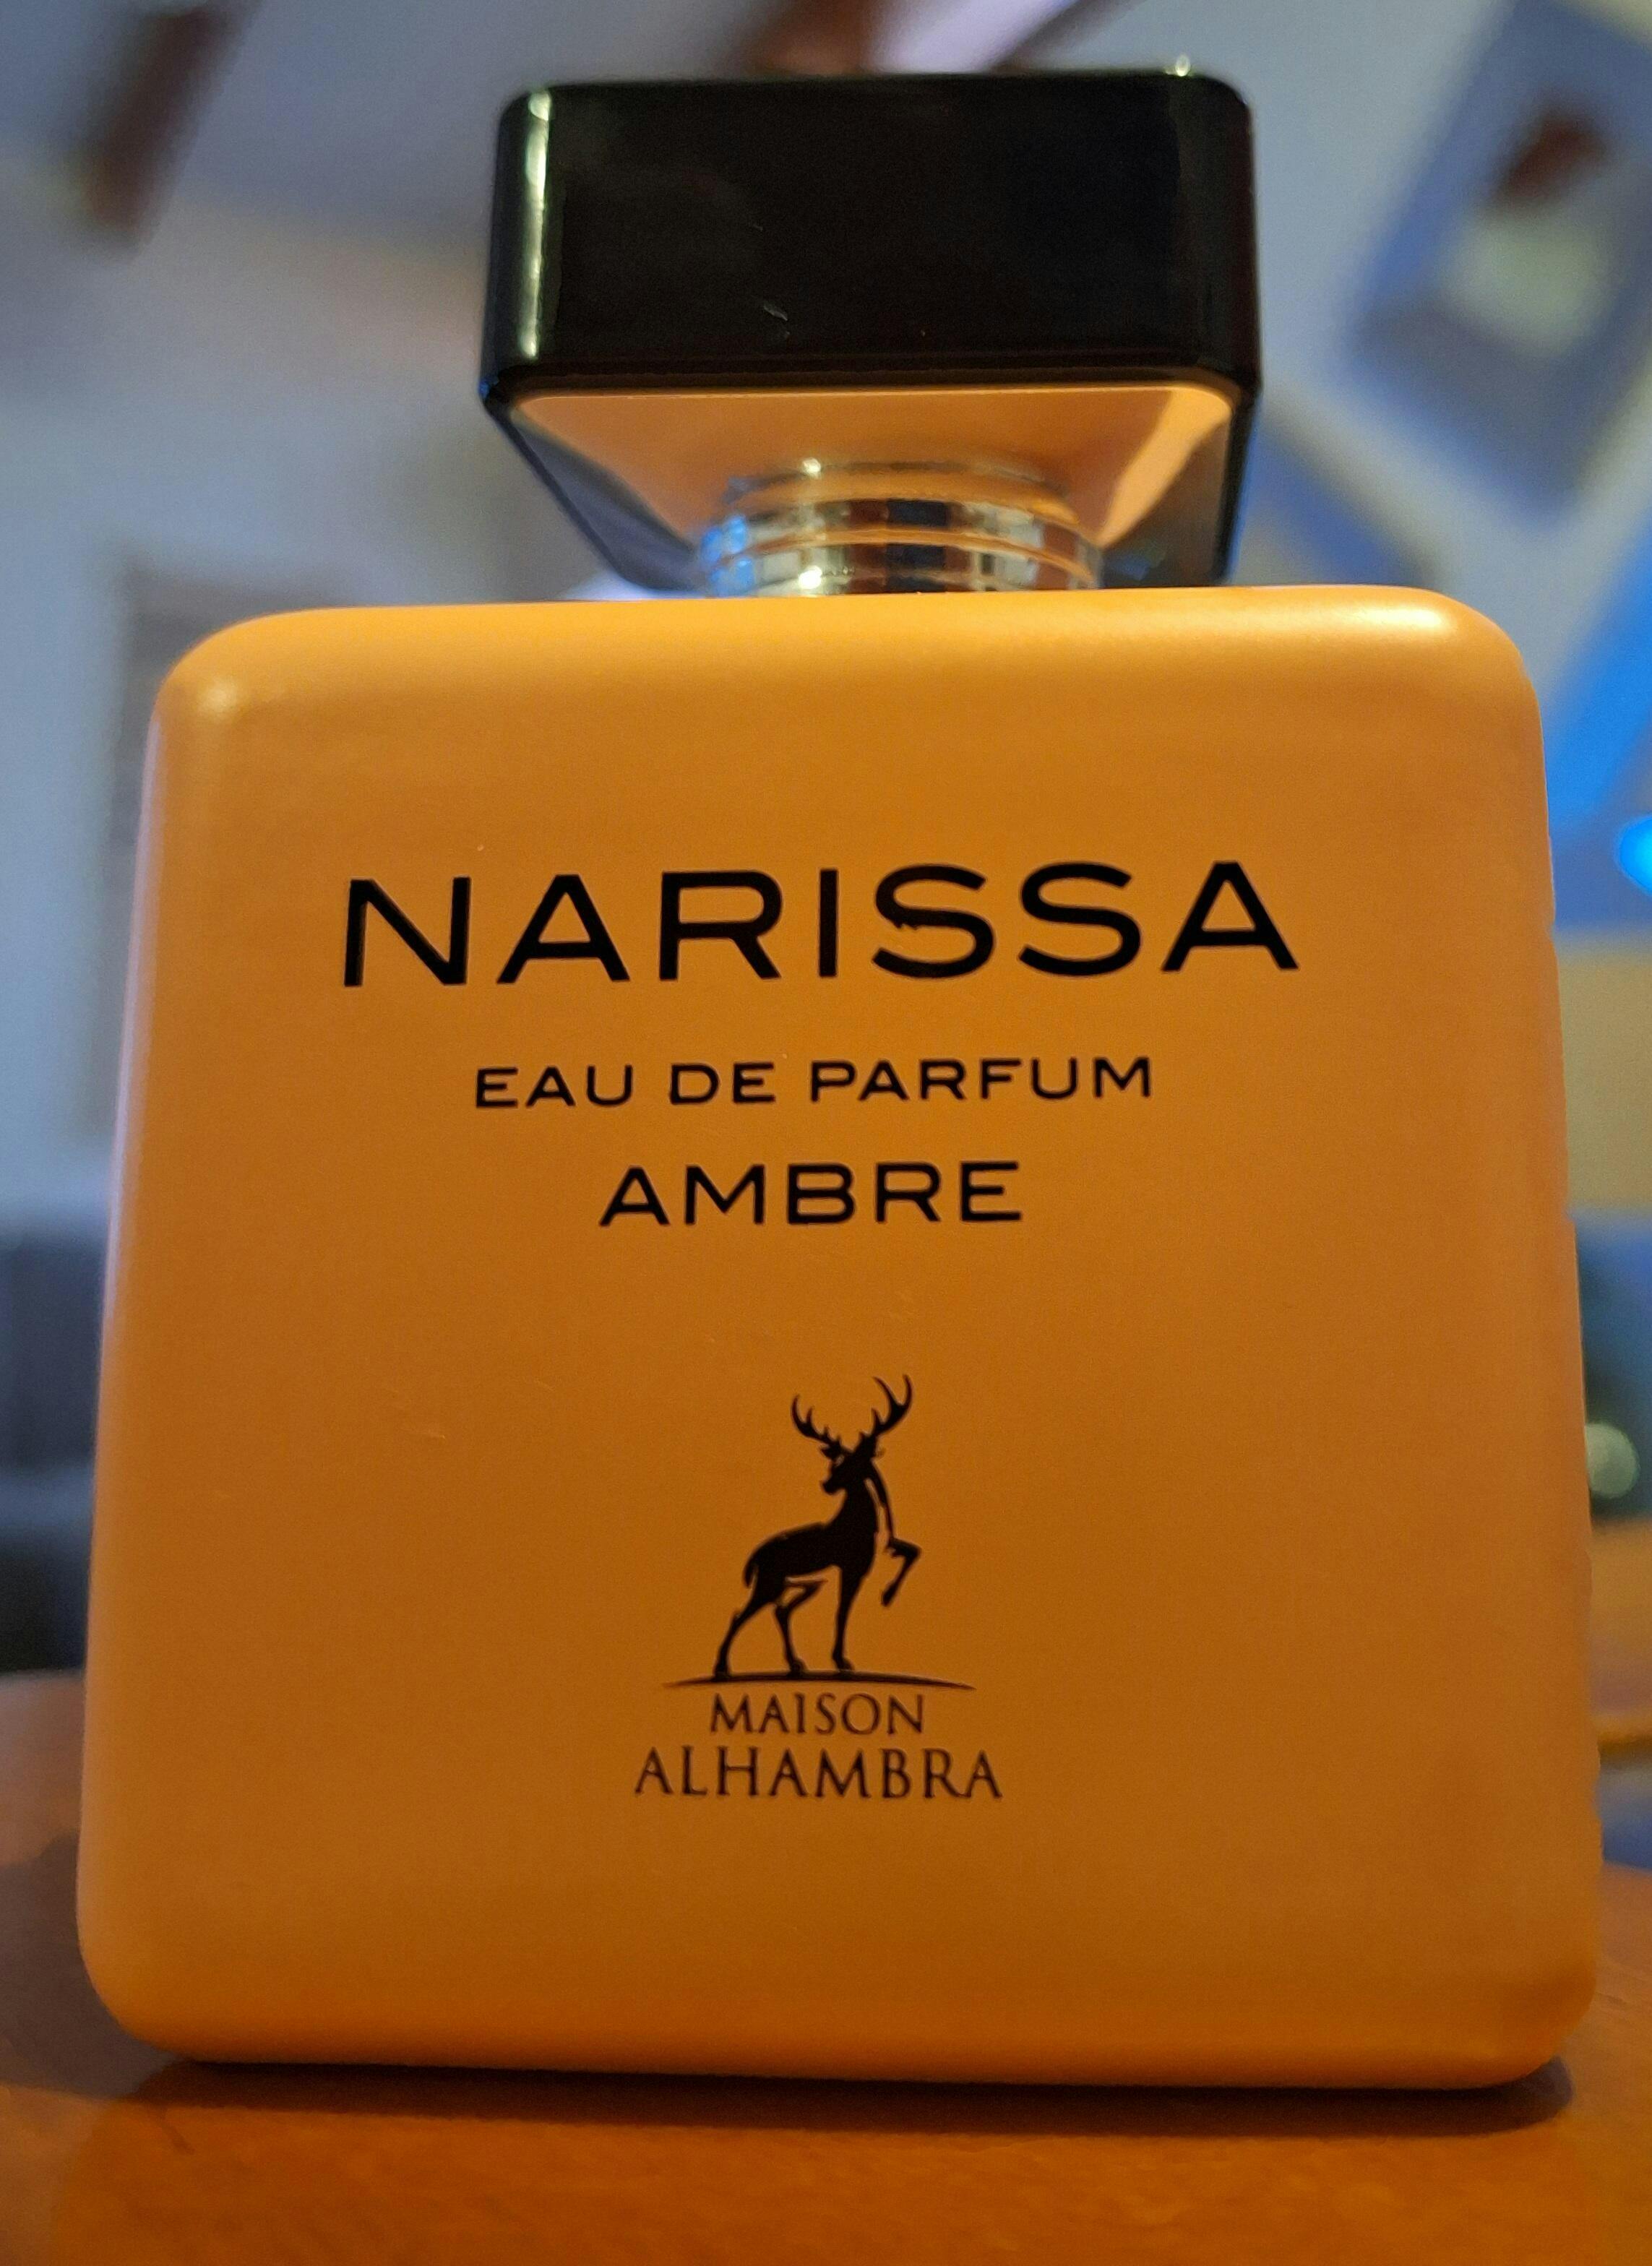 NARISSA
EAU DE PARFUM
AMBRE
MAISON
ALHAMBRA